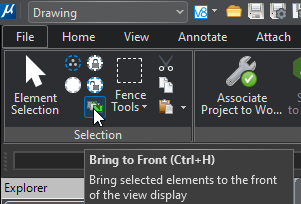 Drawing
V8
File Home View Annotate Attach
Element Selection
Fence Tools
Associate Project to Wo...
Selection
Bring to Front (Ctrl+H)
Explorer
Bring selected elements to the front
of the view display